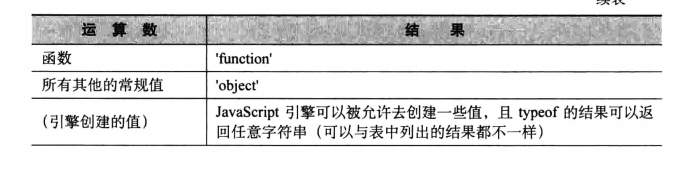 续表
运 算 数 结 果
函数 'function'
所有其他的常规值 'object'
(引擎创建的值) JavaScript 引擎可以被允许去创建一些值，且 typeof 的结果可以返
回任意字符串（可以与表中列出的结果都不一样）